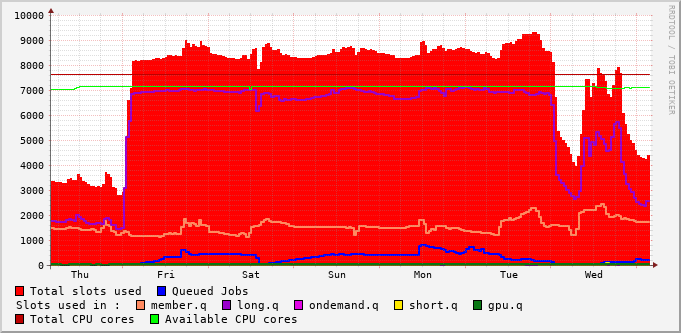 RRDTOOL / TOBI OETIKER
10000
9000
8000
7000
6000
5000
4000
3000
2000
1000
0
Thu Fri Sat Sun Mon Tue Wed
Total slots used Queued Jobs
Slots used in : member.q long.q ondemand.q short.q gpu.q
Total CPU cores Available CPU cores